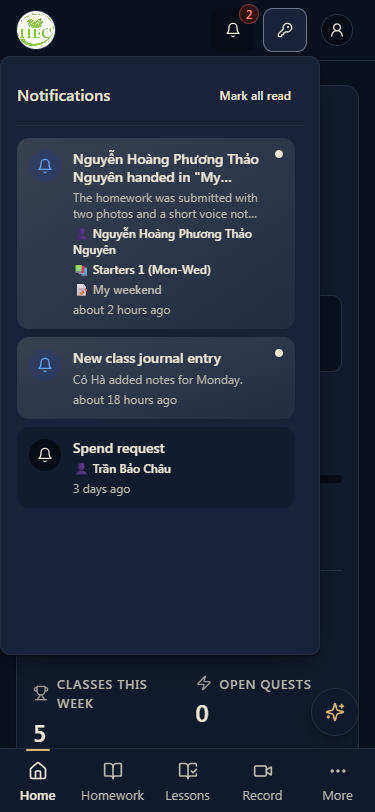 HEC
2
Notifications
Mark all read
Nguyễn Hoàng Phương Thảo
Nguyên handed in "My...
The homework was submitted with
two photos and a short voice not...
Nguyễn Hoàng Phương Thảo
Nguyên
Starters 1 (Mon-Wed)
My weekend
about 2 hours ago
New class journal entry
Cô Hà added notes for Monday.
about 18 hours ago
Spend request
Trần Bảo Châu
3 days ago
CLASSES THIS
WEEK
5
OPEN QUESTS
0
Home
Homework
Lessons
Record
More